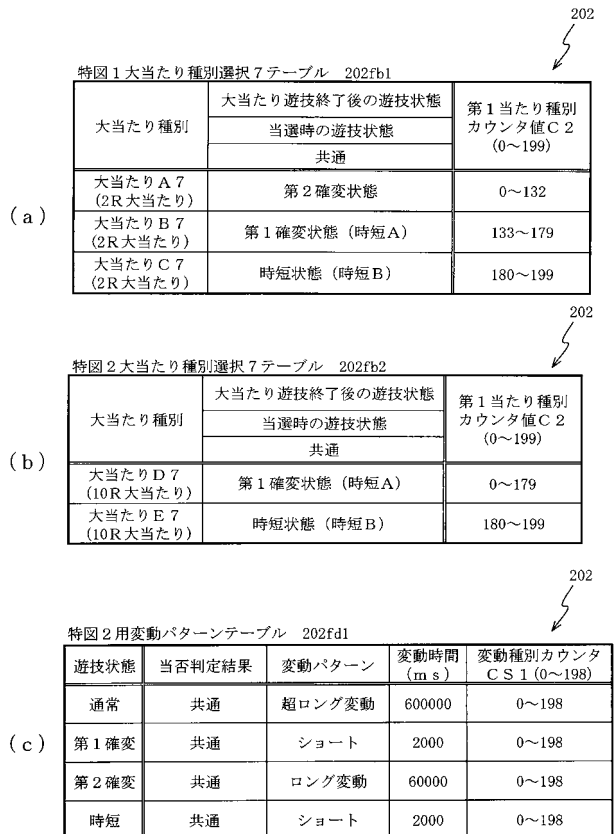 202
特図1大当たり種別選択7テーブル 202fb1
大当たり種別
大当たり遊技終了後の遊技状態
当選時の遊技状態
共通
第1当たり種別
カウンタ値C2
(0～199)
(a)
大当たりA7
(2R大当たり)
第2確変状態
0～132
大当たりB7
(2R大当たり)
第1確変状態（時短A）
133～179
大当たりC7
(2R大当たり)
時短状態（時短B）
180～199
202
特図2大当たり種別選択7テーブル 202fb2
大当たり種別
大当たり遊技終了後の遊技状態
当選時の遊技状態
共通
第1当たり種別
カウンタ値C2
(0～199)
(b)
大当たりD7
(10R大当たり)
第1確変状態（時短A）
0～179
大当たりE7
(10R大当たり)
時短状態（時短B）
180～199
202
特図2用変動パターンテーブル 202fd1
遊技状態
当否判定結果
変動パターン
変動時間
(ms)
変動種別カウンタ
CS1(0～198)
(c)
通常
共通
超ロング変動
600000
0～198
第1確変
共通
ショート
2000
0～198
第2確変
共通
ロング変動
60000
0～198
時短
共通
ショート
2000
0～198